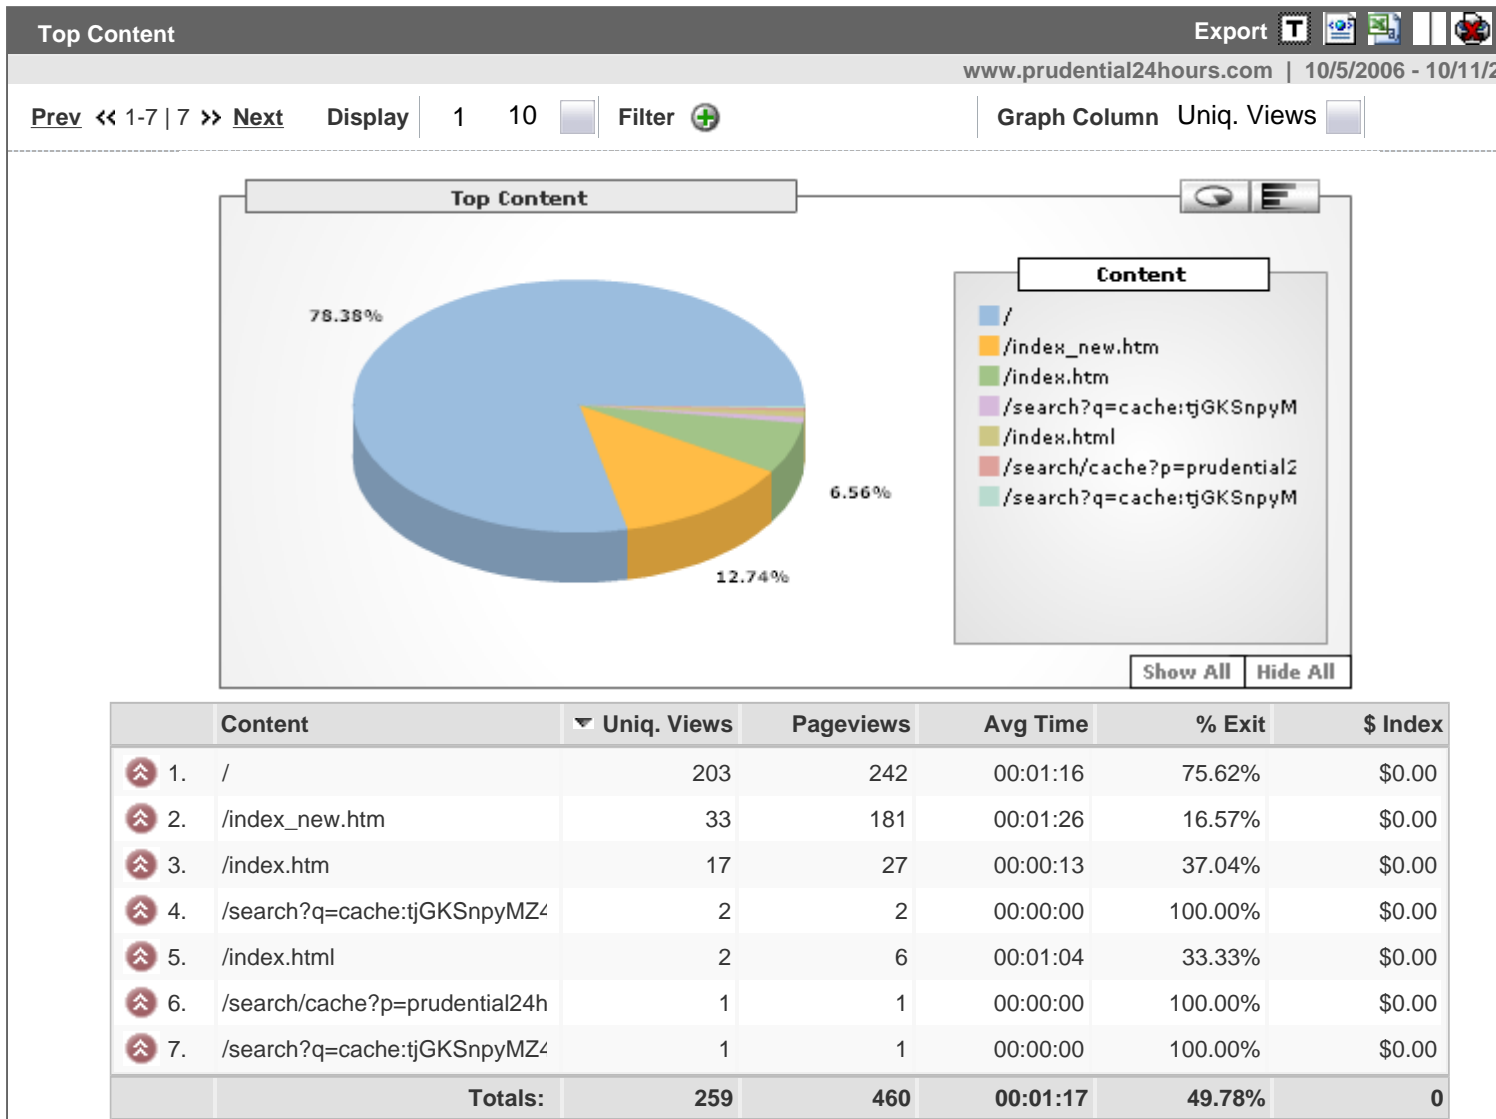 Top Content
Export T
www.prudential24hours.com | 10/5/2006 - 10/11/2
Prev « 1-7 | 7 » Next Display 1 10 Filter Graph Column Uniq. Views
Top Content
78.38%
6.56%
12.74%
Content
/
/index_new.htm
/index.htm
/search?q=cache:tjGKSnpyM
/index.html
/search/cache?p=prudential2
/search?q=cache:tjGKSnpyM
Show All Hide All
Content Uniq. Views Pageviews Avg Time % Exit $ Index
1. / 203 242 00:01:16 75.62% $0.00
2. /index_new.htm 33 181 00:01:26 16.57% $0.00
3. /index.htm 17 27 00:00:13 37.04% $0.00
4. /search?q=cache:tjGKSnpyMZ4 2 2 00:00:00 100.00% $0.00
5. /index.html 2 6 00:01:04 33.33% $0.00
6. /search/cache?p=prudential24h 1 1 00:00:00 100.00% $0.00
7. /search?q=cache:tjGKSnpyMZ4 1 1 00:00:00 100.00% $0.00
Totals: 259 460 00:01:17 49.78% 0